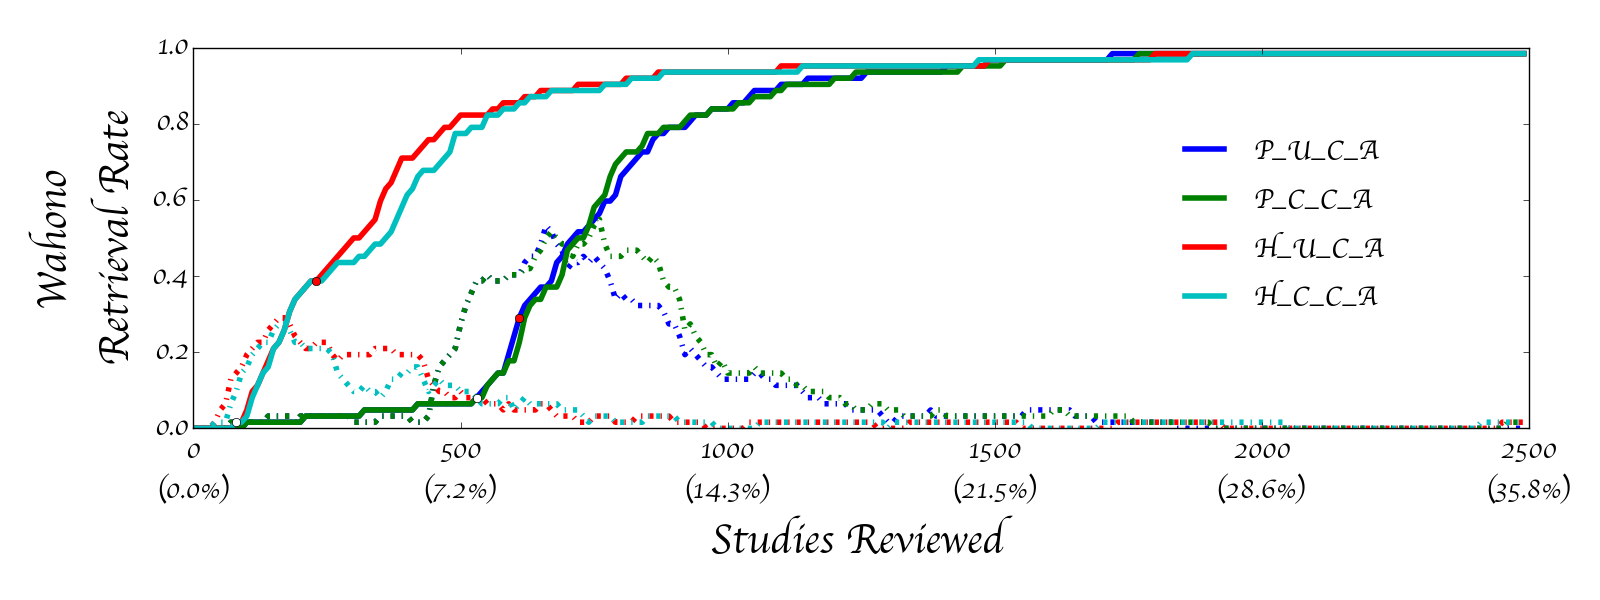 Wahono
Retrieval Rate
1.0
0.8
0.6
0.4
0.2
0.0
P_U_C_A
P_C_C_A
H_U_C_A
H_C_C_A
0 500 1000 1500 2000 2500
(0.0%) (7.2%) (14.3%) (21.5%) (28.6%) (35.8%)
Studies Reviewed